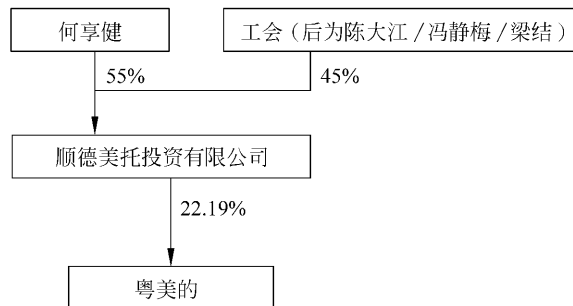 何享健
工会（后为陈大江/冯静梅/梁结）
55%
45%
顺德美托投资有限公司
22.19%
粤美的